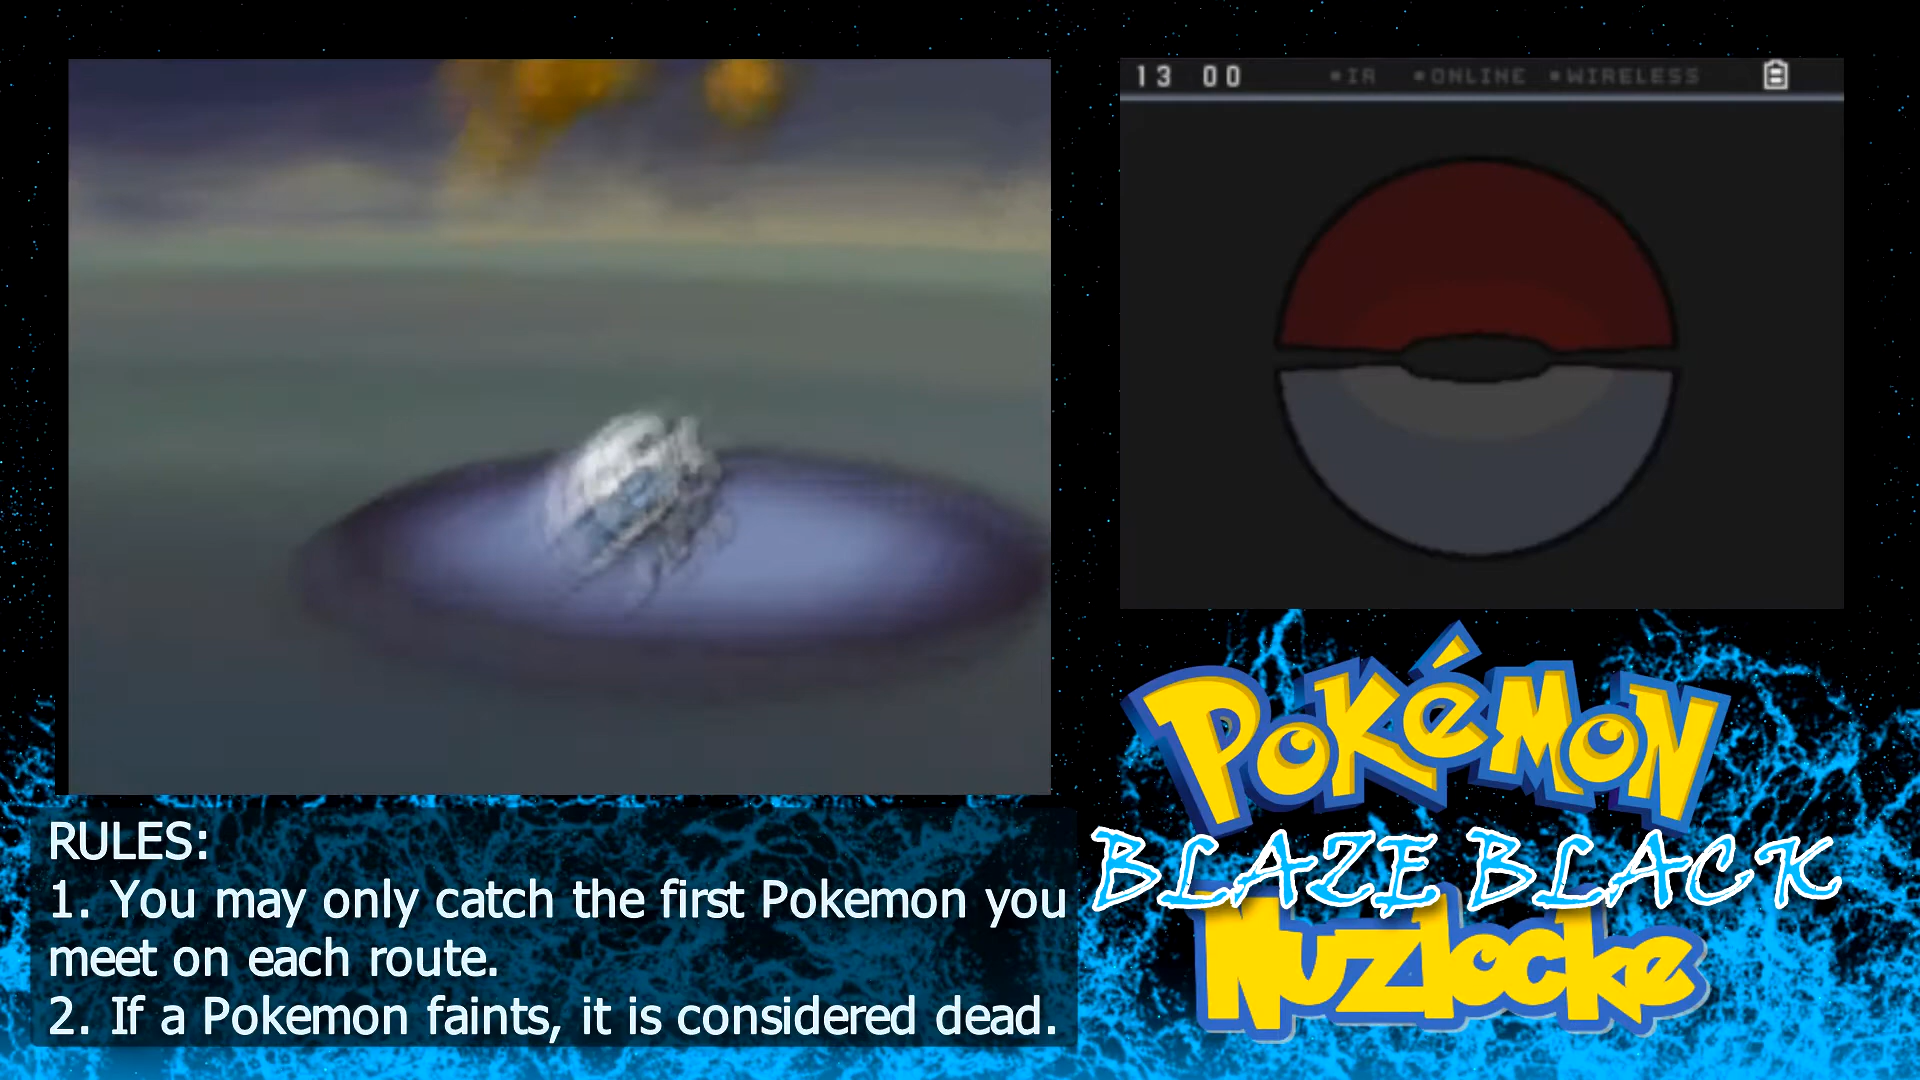 13 00 IR ONLINE WIRELESS
POKéMON
BLAZE BLACK
Nuzlocke
RULES:
1. You may only catch the first Pokemon you
meet on each route.
2. If a Pokemon faints, it is considered dead.